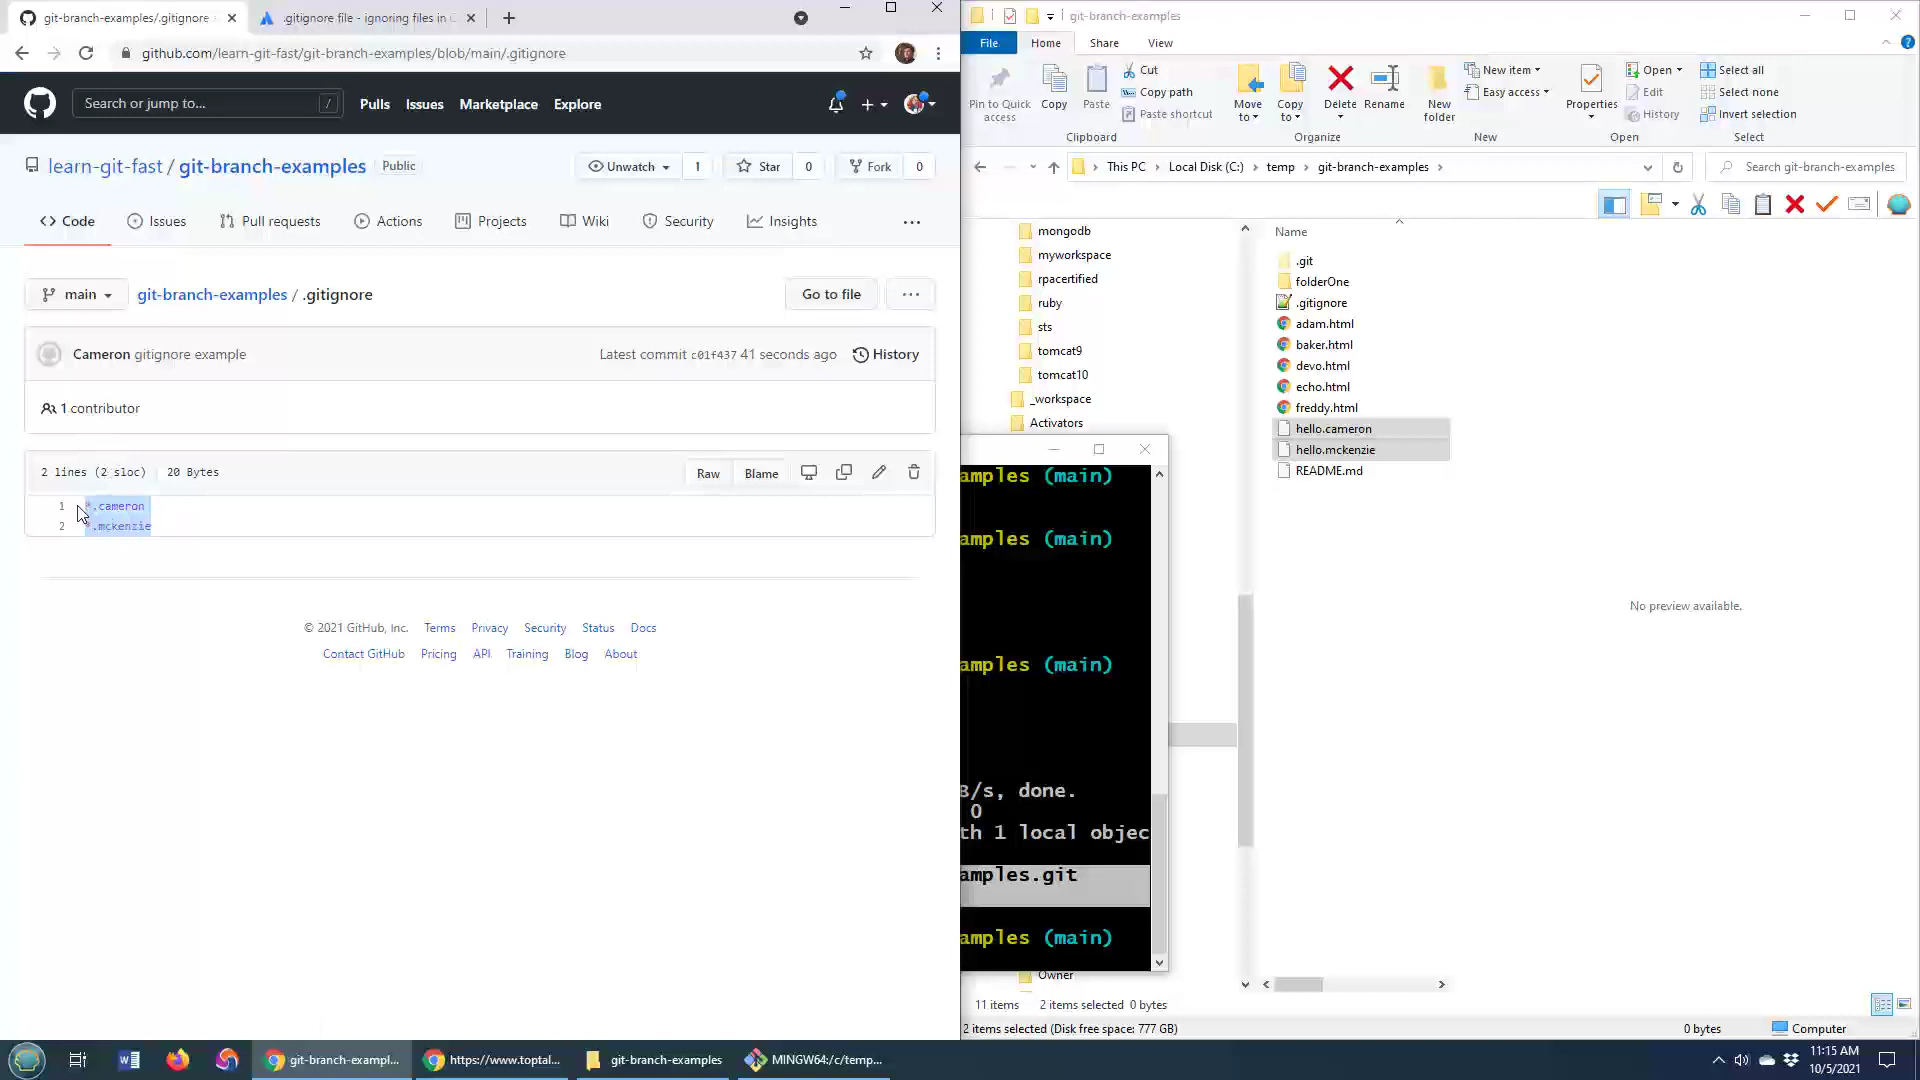 git-branch-examples/.gitignore
.gitignore file - ignoring files in
github.com/learn-git-fast/git-branch-examples/blob/main/.gitignore
Search or jump to...
/
Pulls
Issues
Marketplace
Explore
learn-git-fast / git-branch-examples
Public
Unwatch
1
Star
0
Fork
0
Code
Issues
Pull requests
Actions
Projects
Wiki
Security
Insights
main
git-branch-examples / .gitignore
Go to file
Cameron gitignore example
Latest commit c01f437 41 seconds ago
History
1 contributor
2 lines (2 sloc)
20 Bytes
Raw
Blame
1 *.cameron
2 *.mckenzie
© 2021 GitHub, Inc.
Terms
Privacy
Security
Status
Docs
Contact GitHub
Pricing
API
Training
Blog
About
git-branch-examples
File
Home
Share
View
Pin to Quick access
Copy
Paste
Cut
Copy path
Paste shortcut
Clipboard
Move to
Copy to
Delete
Rename
Organize
New folder
New item
Easy access
New
Properties
Open
Edit
History
Open
Select all
Select none
Invert selection
Select
This PC
Local Disk (C:)
temp
git-branch-examples
Search git-branch-examples
mongodb
myworkspace
rpacertified
ruby
sts
tomcat9
tomcat10
_workspace
Activators
Owner
Name
.git
folderOne
.gitignore
adam.html
baker.html
devo.html
echo.html
freddy.html
hello.cameron
hello.mckenzie
README.md
No preview available.
amples (main)
amples (main)
amples (main)
B/s, done.
0
th 1 local objec
amples.git
amples (main)
11 items
2 items selected 0 bytes
2 items selected (Disk free space: 777 GB)
0 bytes
Computer
git-branch-exampl...
https://www.toptal...
git-branch-examples
MINGW64:/c/temp...
11:15 AM
10/5/2021